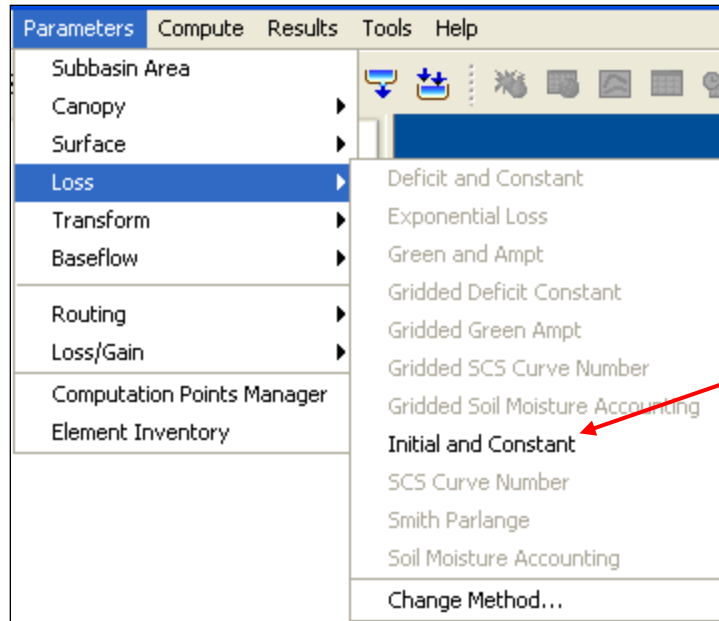 Parameters Compute Results Tools Help
Subbasin Area
Canopy
Surface
Loss
Transform
Baseflow
Routing
Loss/Gain
Computation Points Manager
Element Inventory
Deficit and Constant
Exponential Loss
Green and Ampt
Gridded Deficit Constant
Gridded Green Ampt
Gridded SCS Curve Number
Gridded Soil Moisture Accounting
Initial and Constant
SCS Curve Number
Smith Parlange
Soil Moisture Accounting
Change Method...